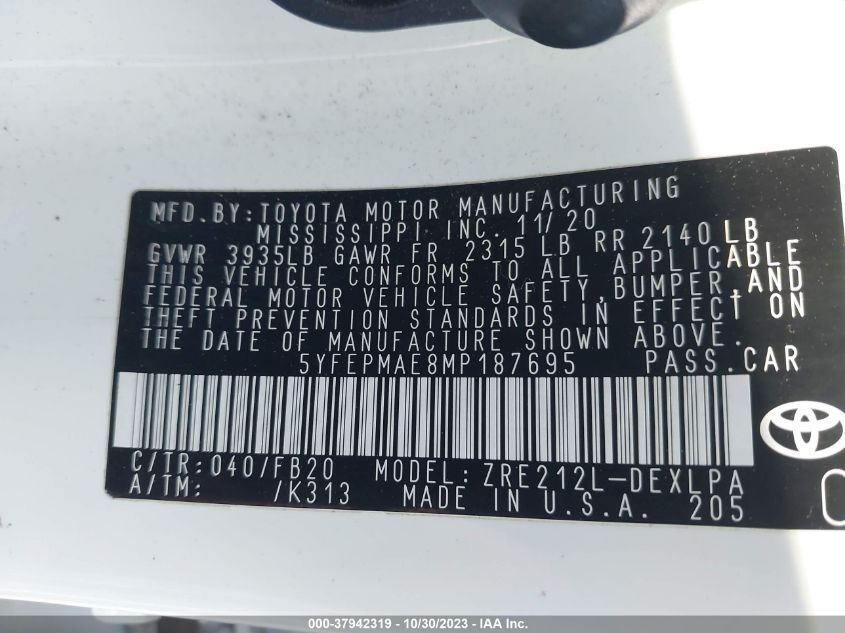 MFD. BY: TOYOTA MOTOR MANUFACTURING
MISSISSIPPI INC. 11/20
GVWR 3935LB GAWR FR 2315 LB RR 2140 LB
THIS VEHICLE CONFORMS TO ALL APPLICABLE
FEDERAL MOTOR VEHICLE SAFETY, BUMPER, AND
THEFT PREVENTION STANDARDS IN EFFECT ON
THE DATE OF MANUFACTURE SHOWN ABOVE.
5YFEPMAE8MP187695 PASS. CAR
C/TR: 040/FB20 MODEL: ZRE212L-DEXLPA
A/TM: /K313 MADE IN U.S.A. 205
000-37942319 - 10/30/2023 - IAA Inc.